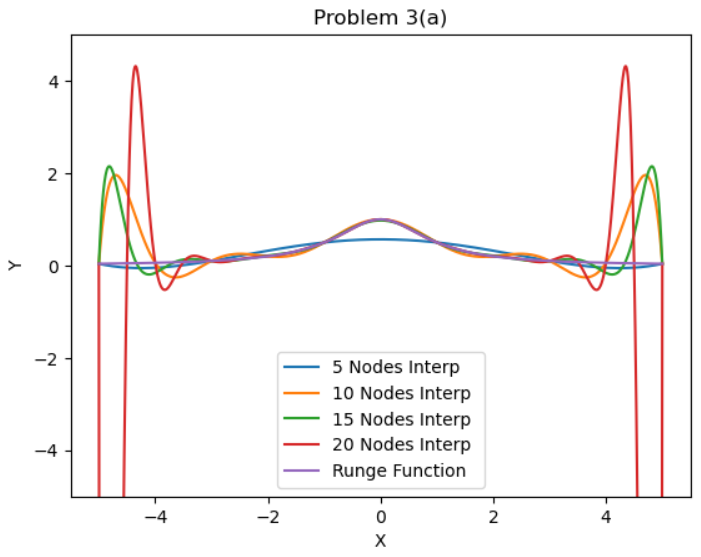 Problem 3(a)
4
2
0
−2
−4
Y
5 Nodes Interp
10 Nodes Interp
15 Nodes Interp
20 Nodes Interp
Runge Function
−4 −2 0 2 4
X